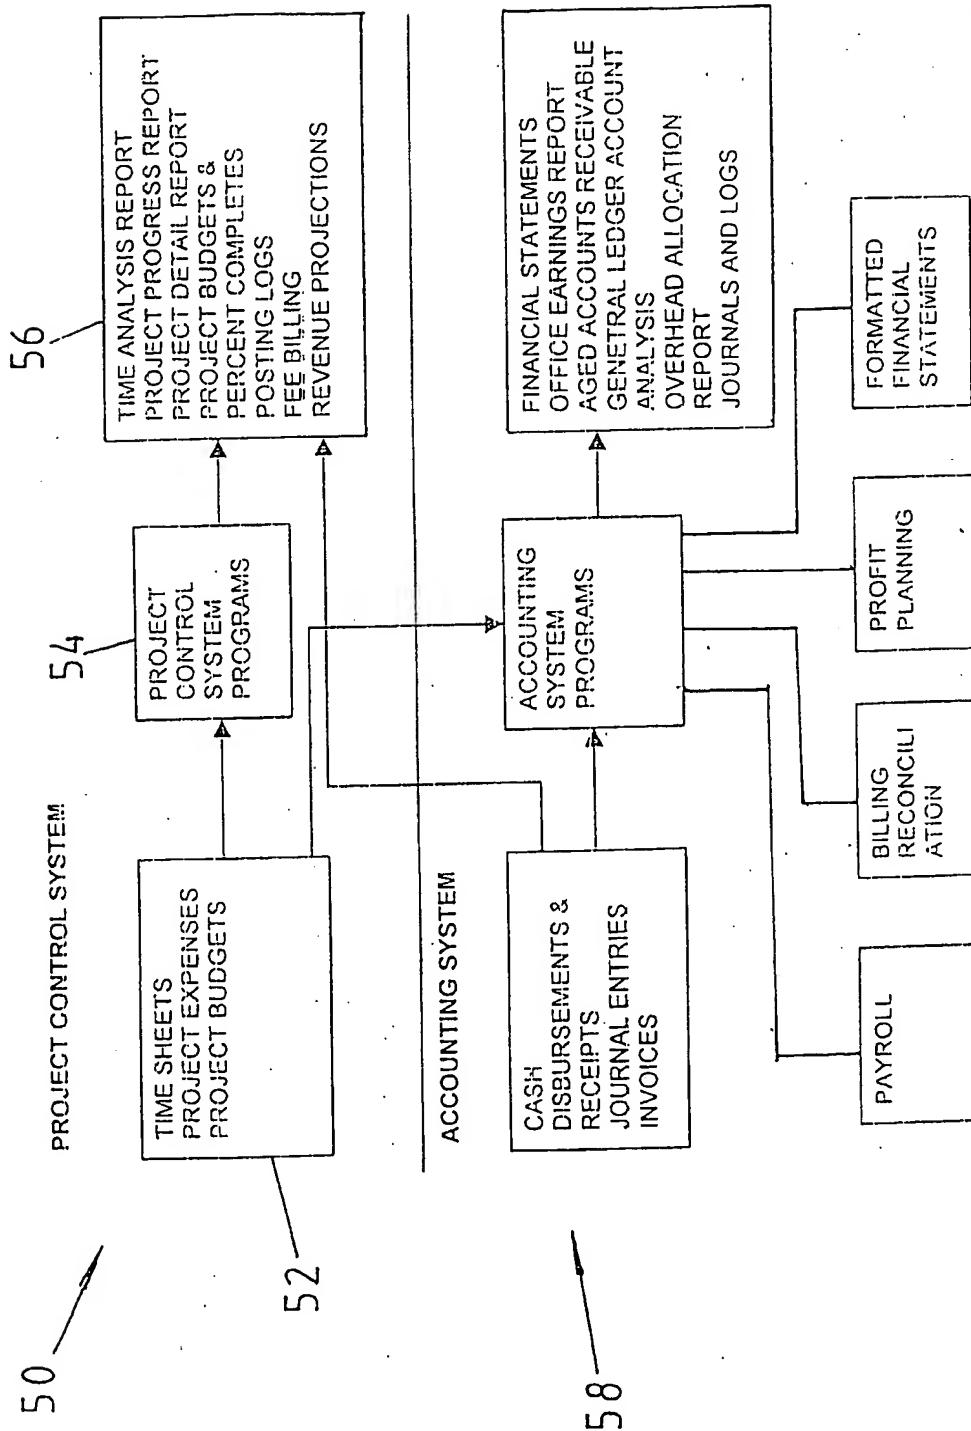 50
PROJECT CONTROL SYSTEM
52
TIME SHEETS
PROJECT EXPENSES
PROJECT BUDGETS
54
PROJECT
CONTROL
SYSTEM
PROGRAMS
56
TIME ANALYSIS REPORT
PROJECT PROGRESS REPORT
PROJECT DETAIL REPORT
PROJECT BUDGETS &
PERCENT COMPLETES
POSTING LOGS
FEE BILLING
REVENUE PROJECTIONS
58
ACCOUNTING SYSTEM
CASH
DISBURSEMENTS &
RECEIPTS
JOURNAL ENTRIES
INVOICES
ACCOUNTING
SYSTEM
PROGRAMS
FINANCIAL STATEMENTS
OFFICE EARNINGS REPORT
AGED ACCOUNTS RECEIVABLE
GENETRAL LEDGER ACCOUNT
ANALYSIS
OVERHEAD ALLOCATION
REPORT
JOURNALS AND LOGS
PAYROLL
BILLING
RECONCILI
ATION
PROFIT
PLANNING
FORMATTED
FINANCIAL
STATEMENTS